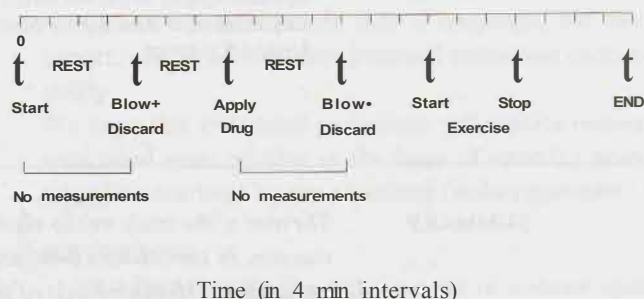 0
t REST t REST t REST t t t t
Start Blow+ Discard Apply Drug Blow• Discard Start Stop END
Exercise
No measurements No measurements
Time (in 4 min intervals)